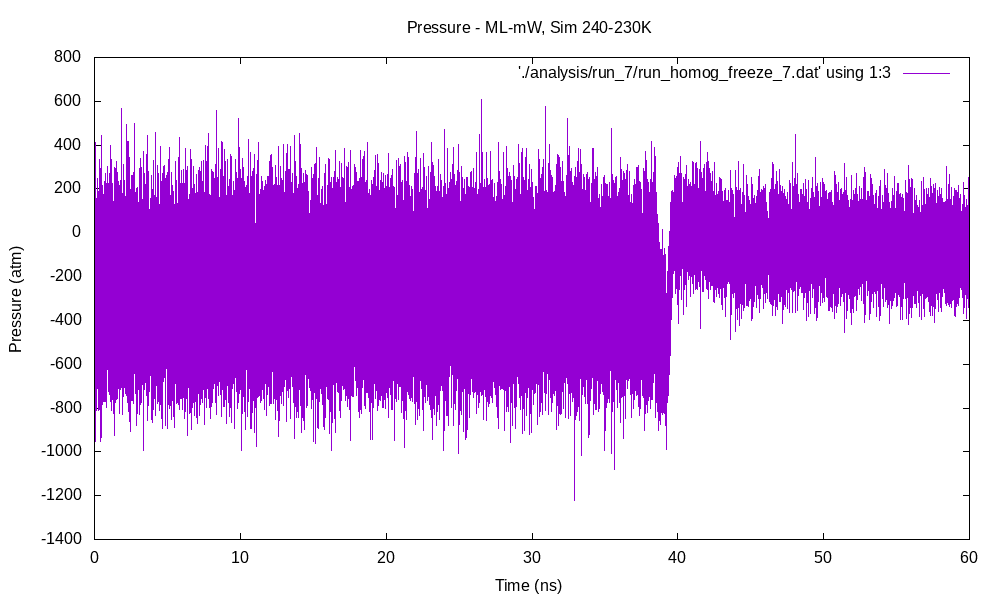 Pressure - ML-mW, Sim 240-230K
'./analysis/run_7/run_homog_freeze_7.dat' using 1:3
800
600
400
200
0
-200
-400
-600
-800
-1000
-1200
-1400
Pressure (atm)
0 10 20 30 40 50 60
Time (ns)